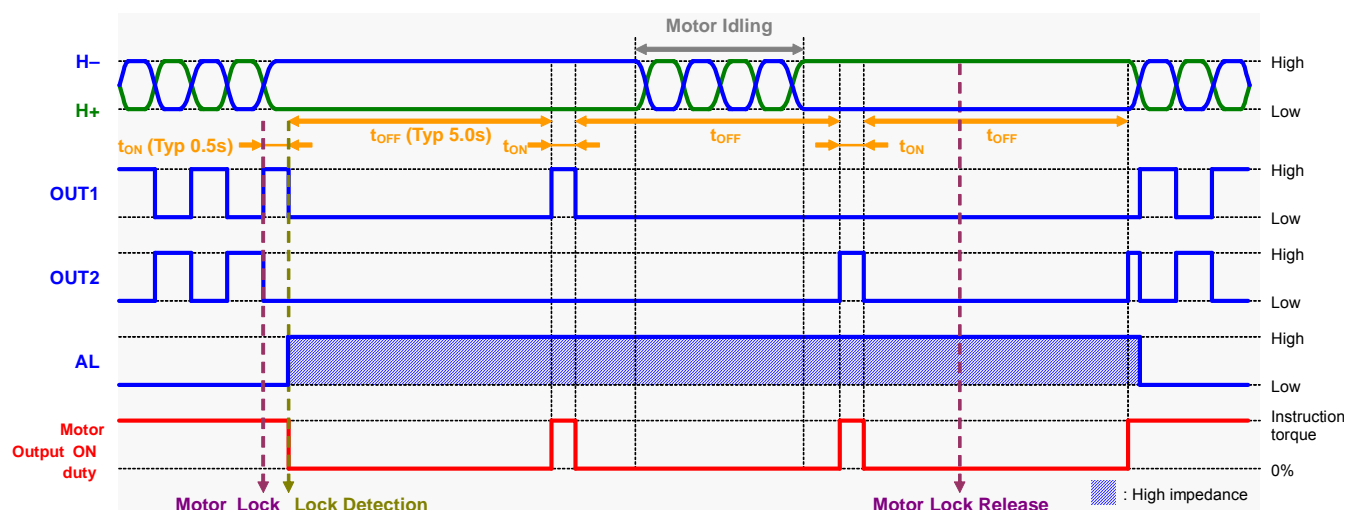 Motor Idling
H–
High
H+
Low
tON (Typ 0.5s)
tOFF (Typ 5.0s)
tON
tOFF
tON
tOFF
OUT1
High
Low
OUT2
High
Low
AL
High
Low
Motor
Output ON
duty
Instruction
torque
0%
Motor Lock
Lock Detection
Motor Lock Release
: High impedance